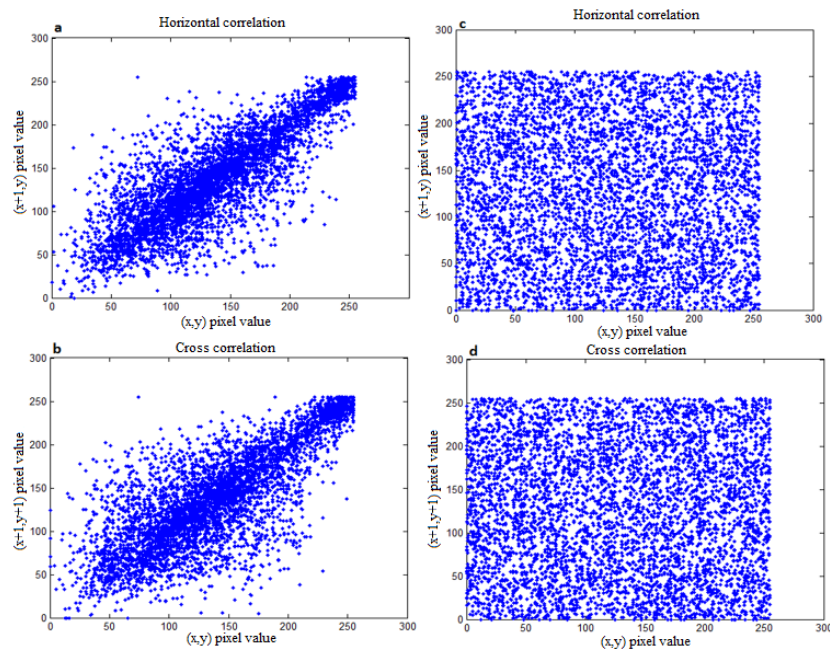 a
Horizontal correlation
300
250
200
150
100
50
0
(x+1,y) pixel value
0 50 100 150 200 250
(x,y) pixel value
c
Horizontal correlation
300
250
200
150
100
50
0
(x+1,y) pixel value
0 50 100 150 200 250 300
(x,y) pixel value
b
Cross correlation
300
250
200
150
100
50
0
(x+1,y+1) pixel value
0 50 100 150 200 250 300
(x,y) pixel value
d
Cross correlation
300
250
200
150
100
50
0
(x+1,y+1) pixel value
0 50 100 150 200 250 300
(x,y) pixel value